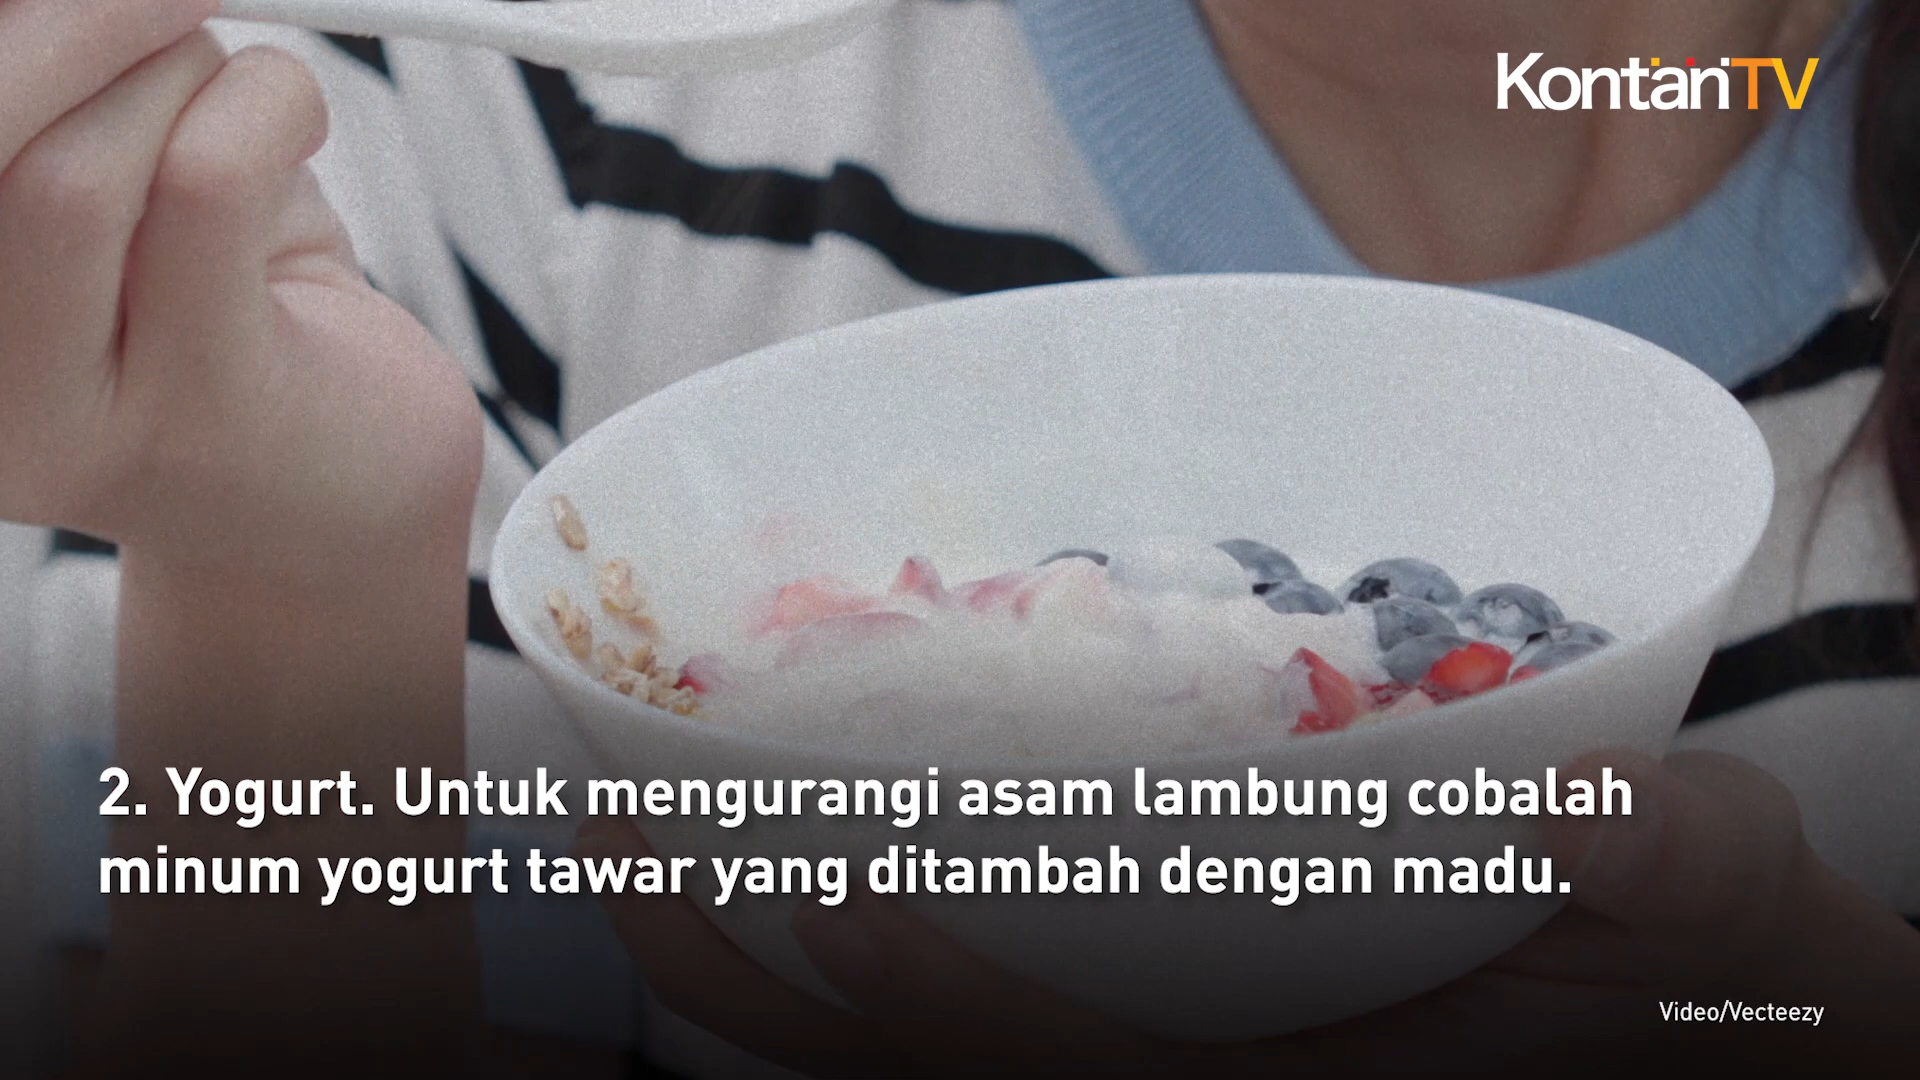 KontanTV
2. Yogurt. Untuk mengurangi asam lambung cobalah
minum yogurt tawar yang ditambah dengan madu.
Video/Vecteezy